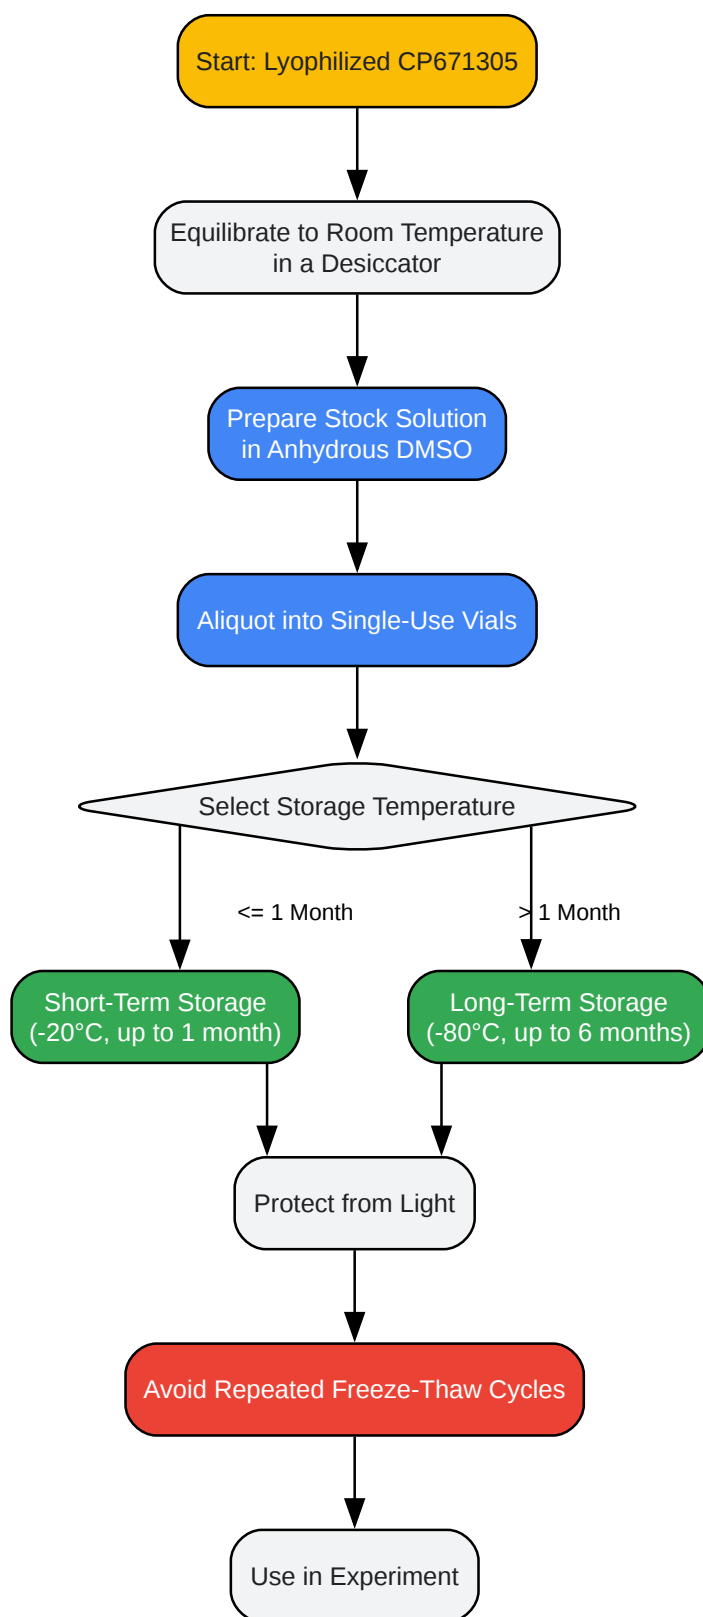 Start: Lyophilized CP671305
Equilibrate to Room Temperature
in a Desiccator
Prepare Stock Solution
in Anhydrous DMSO
Aliquot into Single-Use Vials
Select Storage Temperature
<= 1 Month
> 1 Month
Short-Term Storage
(-20°C, up to 1 month)
Long-Term Storage
(-80°C, up to 6 months)
Protect from Light
Avoid Repeated Freeze-Thaw Cycles
Use in Experiment